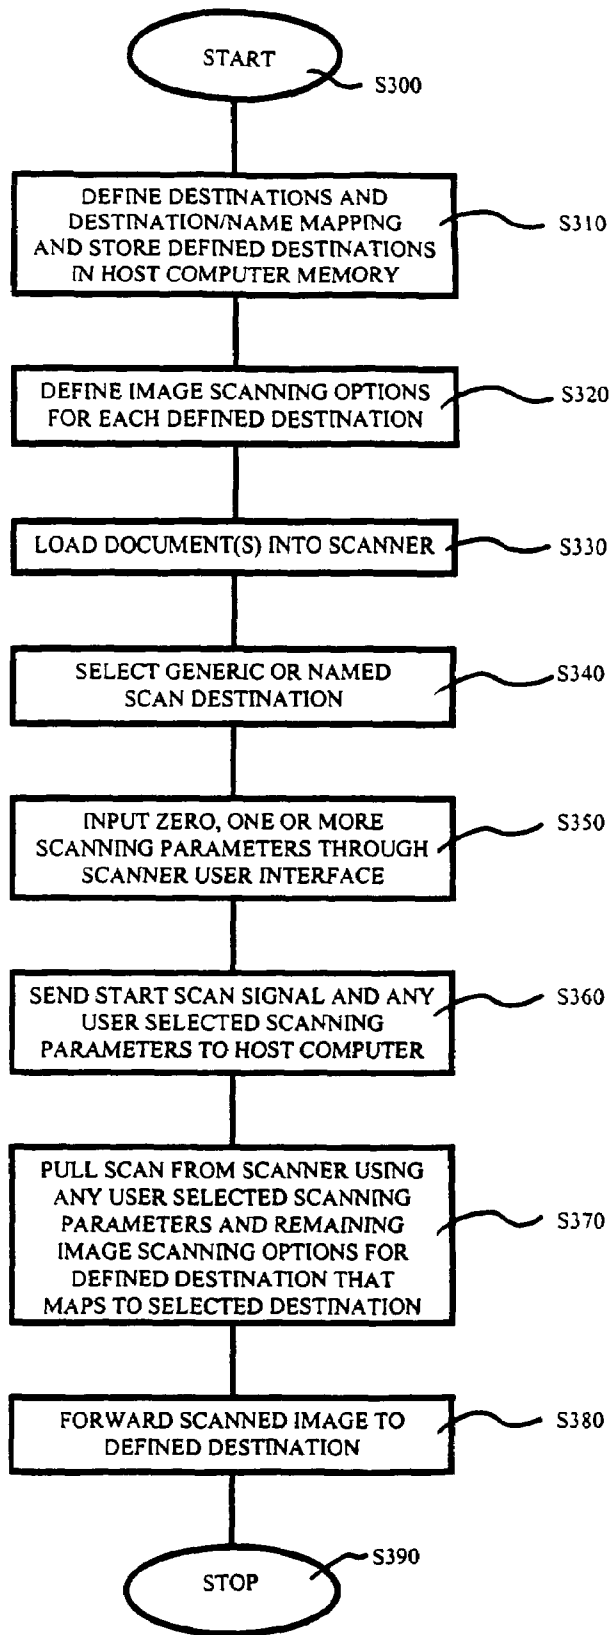 START
S300
DEFINE DESTINATIONS AND
DESTINATION/NAME MAPPING
AND STORE DEFINED DESTINATIONS
IN HOST COMPUTER MEMORY
S310
DEFINE IMAGE SCANNING OPTIONS
FOR EACH DEFINED DESTINATION
S320
LOAD DOCUMENT(S) INTO SCANNER
S330
SELECT GENERIC OR NAMED
SCAN DESTINATION
S340
INPUT ZERO, ONE OR MORE
SCANNING PARAMETERS THROUGH
SCANNER USER INTERFACE
S350
SEND START SCAN SIGNAL AND ANY
USER SELECTED SCANNING
PARAMETERS TO HOST COMPUTER
S360
PULL SCAN FROM SCANNER USING
ANY USER SELECTED SCANNING
PARAMETERS AND REMAINING
IMAGE SCANNING OPTIONS FOR
DEFINED DESTINATION THAT
MAPS TO SELECTED DESTINATION
S370
FORWARD SCANNED IMAGE TO
DEFINED DESTINATION
S380
STOP
S390